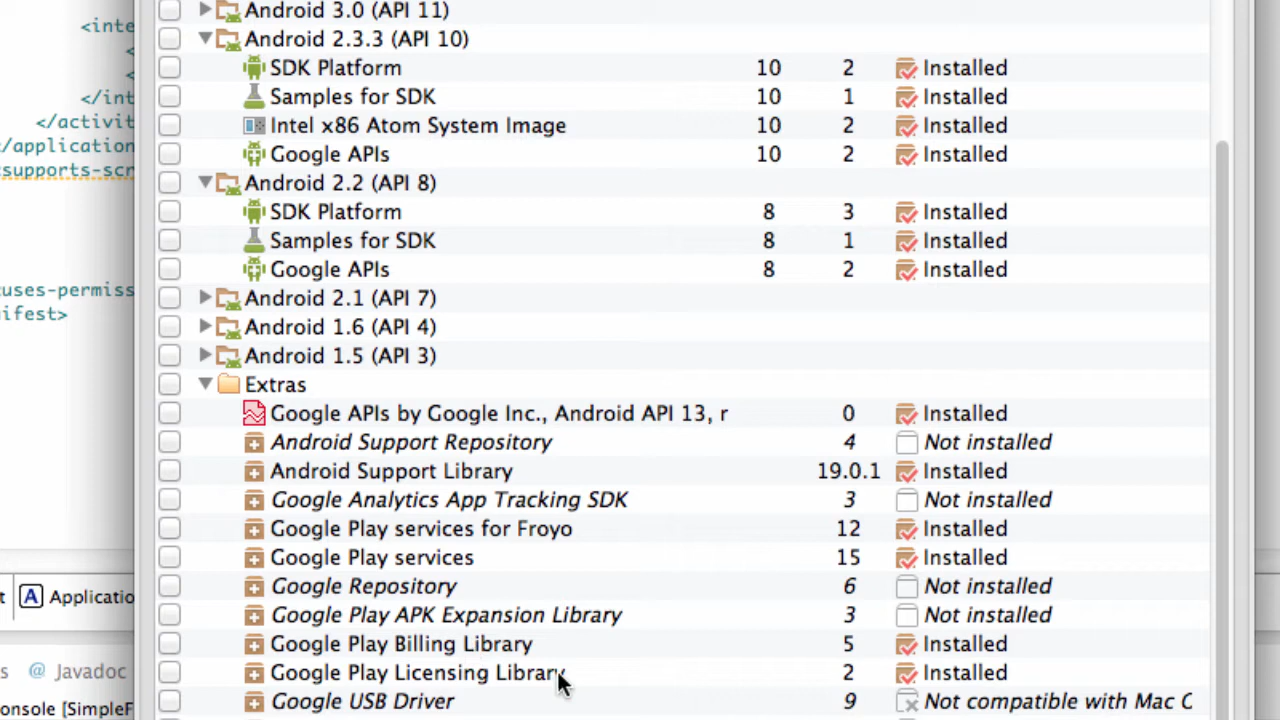 <inte
<
<
</int
</activit
/application
supports-scr
uses-permiss
ifest>
t A Applicatio
s @ Javadoc
onsole [SimpleF
Android 3.0 (API 11)
Android 2.3.3 (API 10)
SDK Platform 10 2 Installed
Samples for SDK 10 1 Installed
Intel x86 Atom System Image 10 2 Installed
Google APIs 10 2 Installed
Android 2.2 (API 8)
SDK Platform 8 3 Installed
Samples for SDK 8 1 Installed
Google APIs 8 2 Installed
Android 2.1 (API 7)
Android 1.6 (API 4)
Android 1.5 (API 3)
Extras
Google APIs by Google Inc., Android API 13, r 0 Installed
Android Support Repository 4 Not installed
Android Support Library 19.0.1 Installed
Google Analytics App Tracking SDK 3 Not installed
Google Play services for Froyo 12 Installed
Google Play services 15 Installed
Google Repository 6 Not installed
Google Play APK Expansion Library 3 Not installed
Google Play Billing Library 5 Installed
Google Play Licensing Library 2 Installed
Google USB Driver 9 Not compatible with Mac O